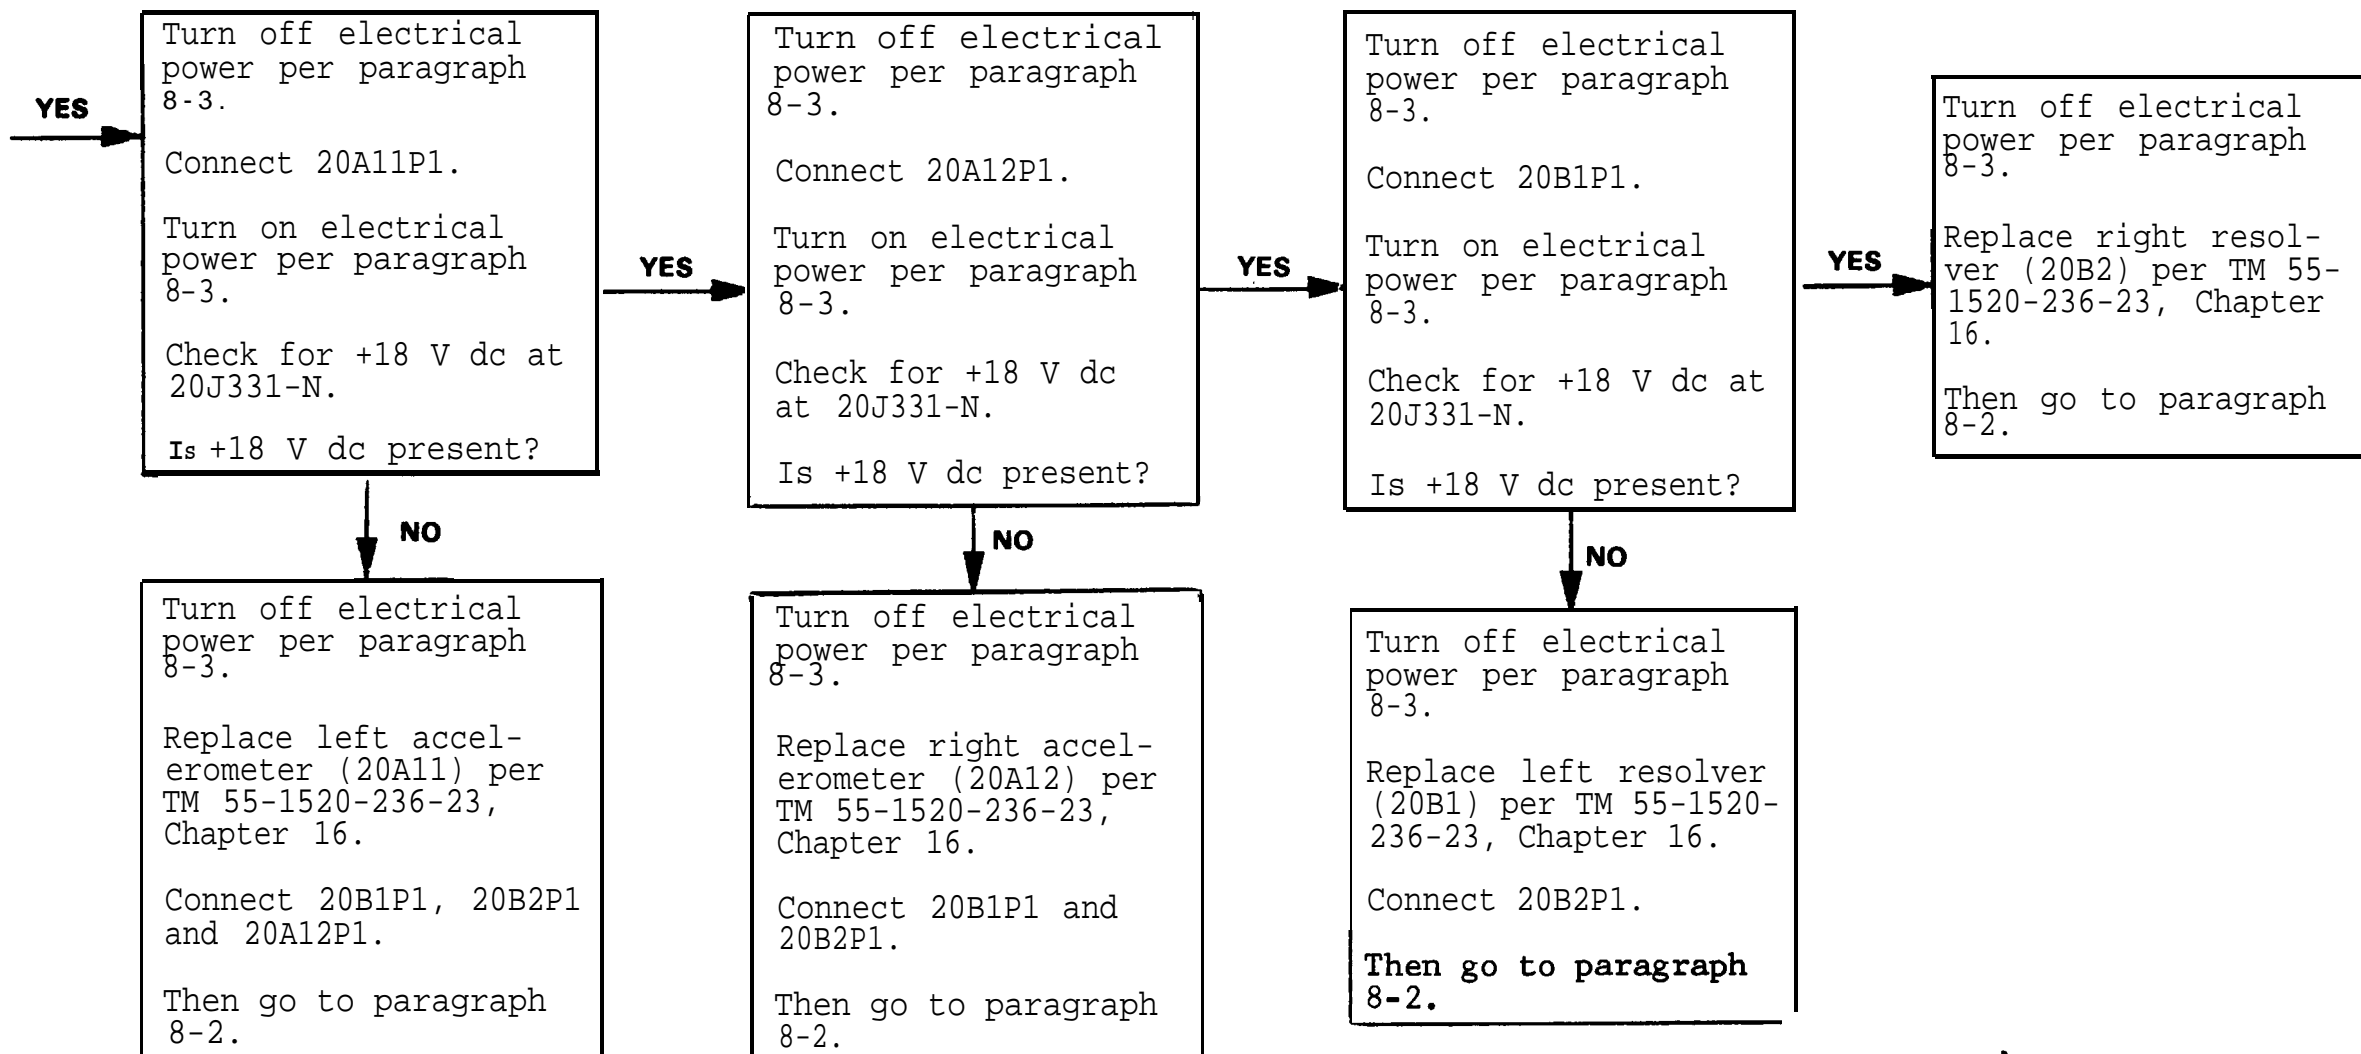 YES
Turn off electrical
power per paragraph
8-3.
Connect 20A11P1.
Turn on electrical
power per paragraph
8-3.
Check for +18 V dc at
20J331-N.
Is +18 V dc present?
NO
Turn off electrical
power per paragraph
8-3.
Replace left accel-
erometer (20A11) per
TM 55-1520-236-23,
Chapter 16.
Connect 20B1P1, 20B2P1
and 20A12P1.
Then go to paragraph
8-2.
YES
Turn off electrical
power per paragraph
8-3.
Connect 20A12P1.
Turn on electrical
power per paragraph
8-3.
Check for +18 V dc
at 20J331-N.
Is +18 V dc present?
NO
Turn off electrical
power per paragraph
8-3.
Replace right accel-
erometer (20A12) per
TM 55-1520-236-23,
Chapter 16.
Connect 20B1P1 and
20B2P1.
Then go to paragraph
8-2.
YES
Turn off electrical
power per paragraph
8-3.
Connect 20B1P1.
Turn on electrical
power per paragraph
8-3.
Check for +18 V dc at
20J331-N.
Is +18 V dc present?
NO
Turn off electrical
power per paragraph
8-3.
Replace left resolver
(20B1) per TM 55-1520-
236-23, Chapter 16.
Connect 20B2P1.
Then go to paragraph
8-2.
YES
Turn off electrical
power per paragraph
8-3.
Replace right resol-
ver (20B2) per TM 55-
1520-236-23, Chapter
16.
Then go to paragraph
8-2.